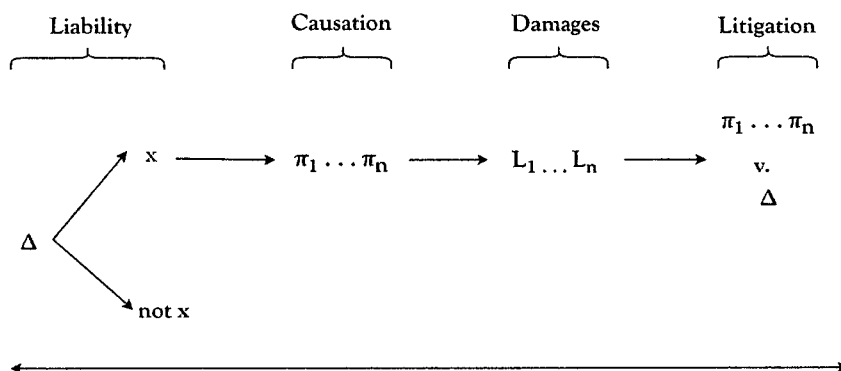 Liability Causation Damages Litigation
π₁ . . . πₙ
x π₁ . . . πₙ L₁ . . . Lₙ v.
Δ
Δ
not x